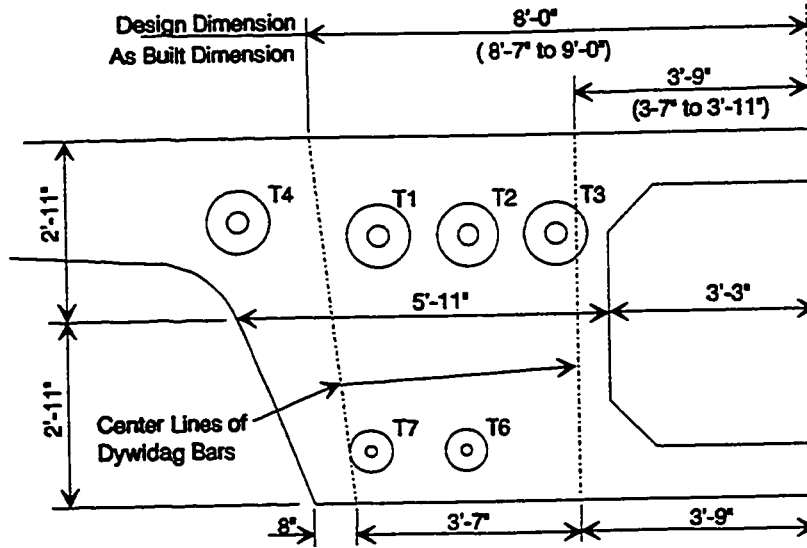 Design Dimension
As Built Dimension
8'-0"
( 8'-7" to 9'-0")
3'-9"
(3-7" to 3'-11")
2'-11"
T4
T1
T2
T3
5'-11"
3'-3"
2'-11"
Center Lines of
Dywidag Bars
T7
T6
8"
3'-7"
3'-9"